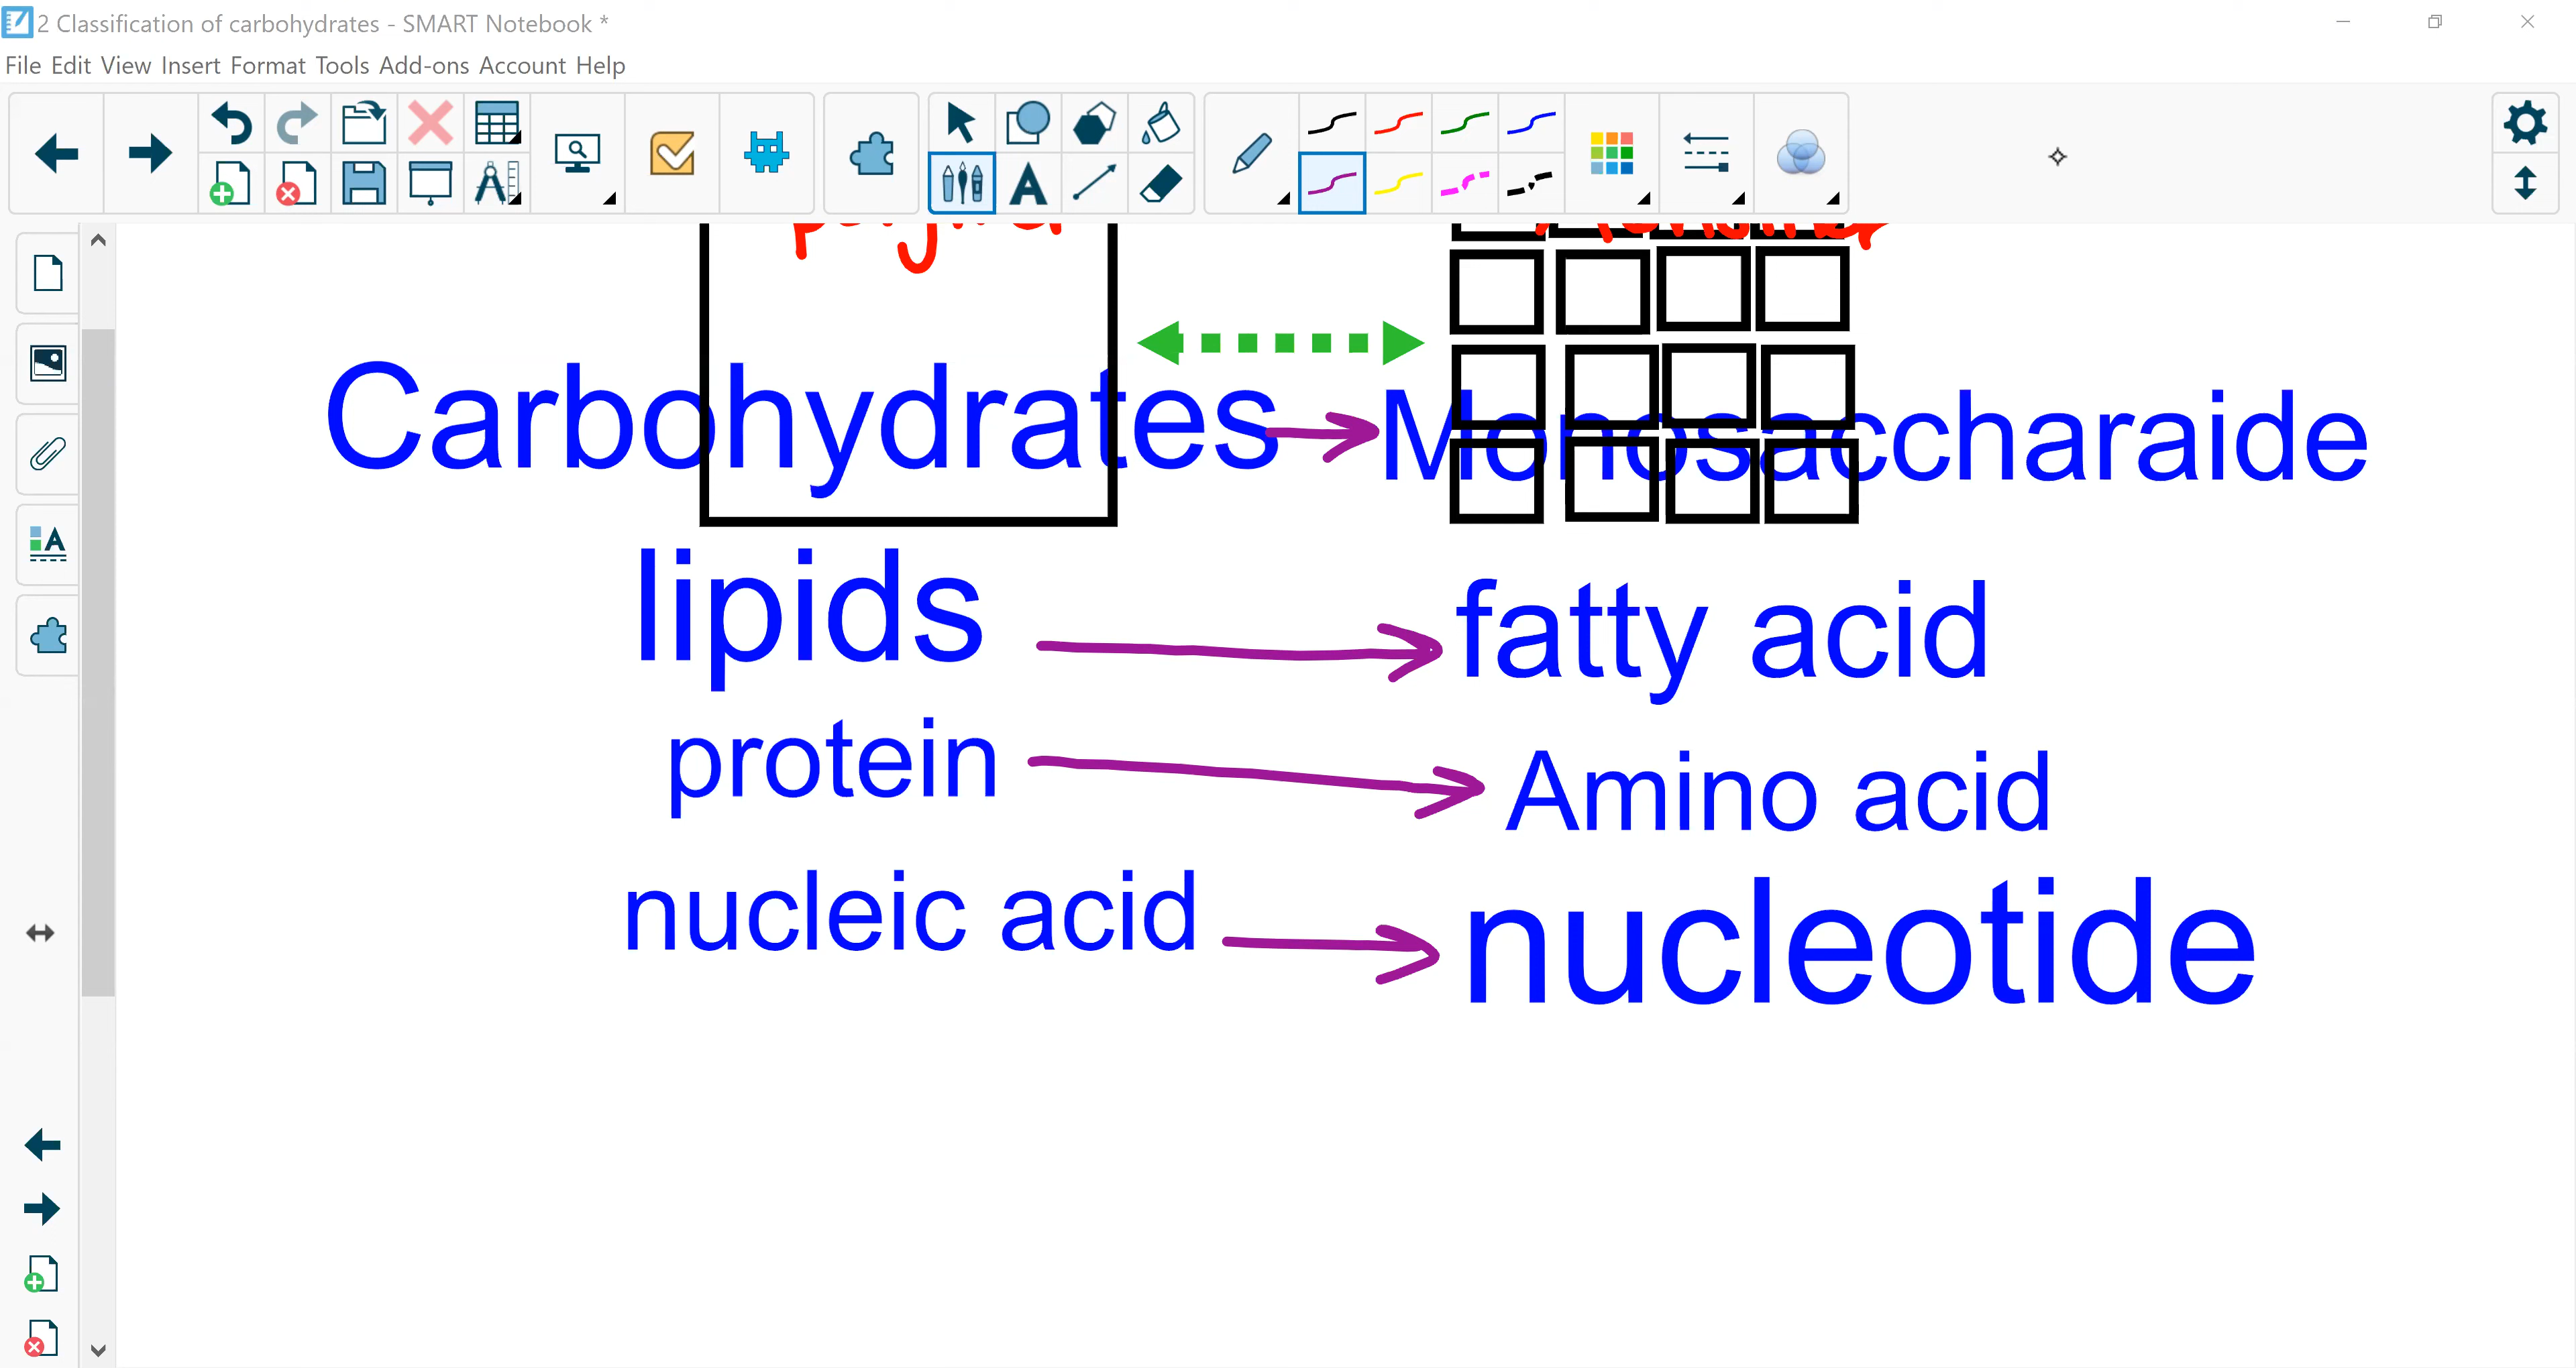 2 Classification of carbohydrates - SMART Notebook *
File Edit View Insert Format Tools Add-ons Account Help
Carbohydrates Monosaccharaide
lipids fatty acid
protein Amino acid
nucleic acid nucleotide